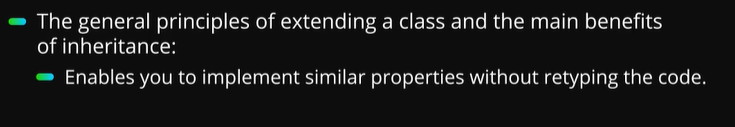 The general principles of extending a class and the main benefits
of inheritance:
Enables you to implement similar properties without retyping the code.